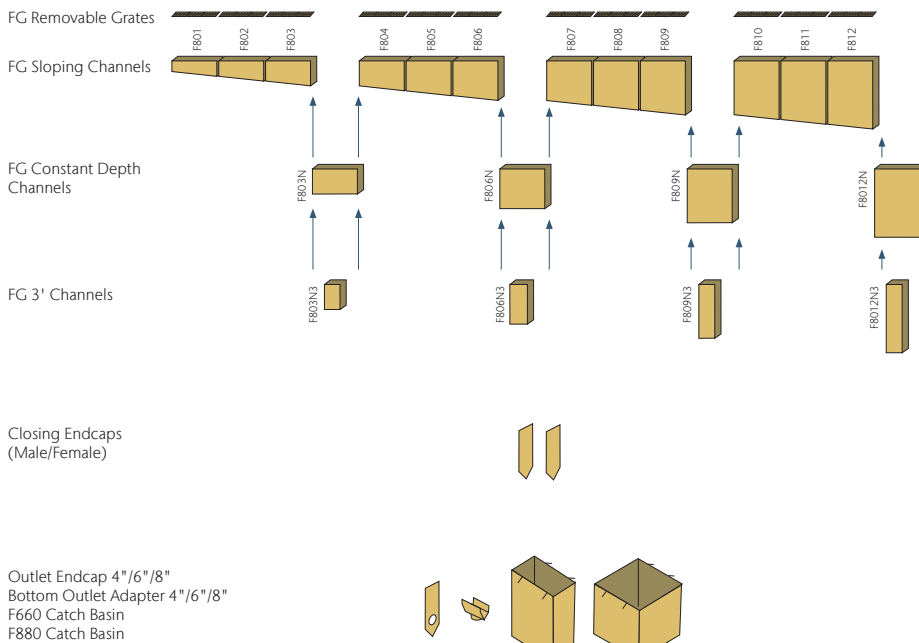 FG Removable Grates
F801
F802
F803
F804
F805
F806
F807
F808
F809
F810
F811
F812
FG Sloping Channels
FG Constant Depth
Channels
F803N
F806N
F809N
F8012N
FG 3' Channels
F803N3
F806N3
F809N3
F8012N3
Closing Endcaps
(Male/Female)
Outlet Endcap 4"/6"/8"
Bottom Outlet Adapter 4"/6"/8"
F660 Catch Basin
F880 Catch Basin